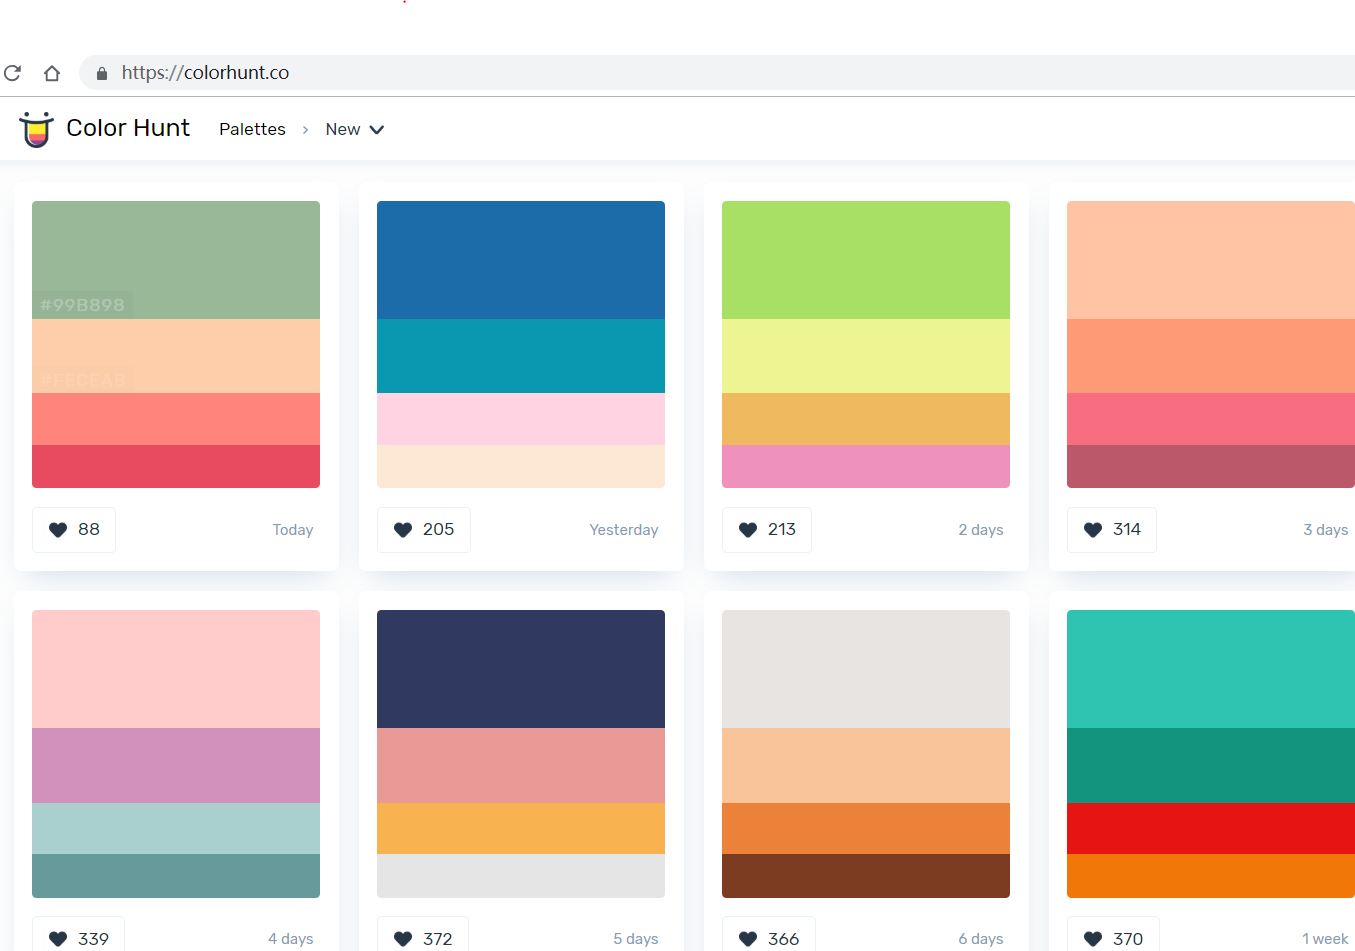 https://colorhunt.co
Color Hunt Palettes › New
#99B898
#FECEAB
88 Today
205 Yesterday
213 2 days
314 3 days
339 4 days
372 5 days
366 6 days
370 1 week